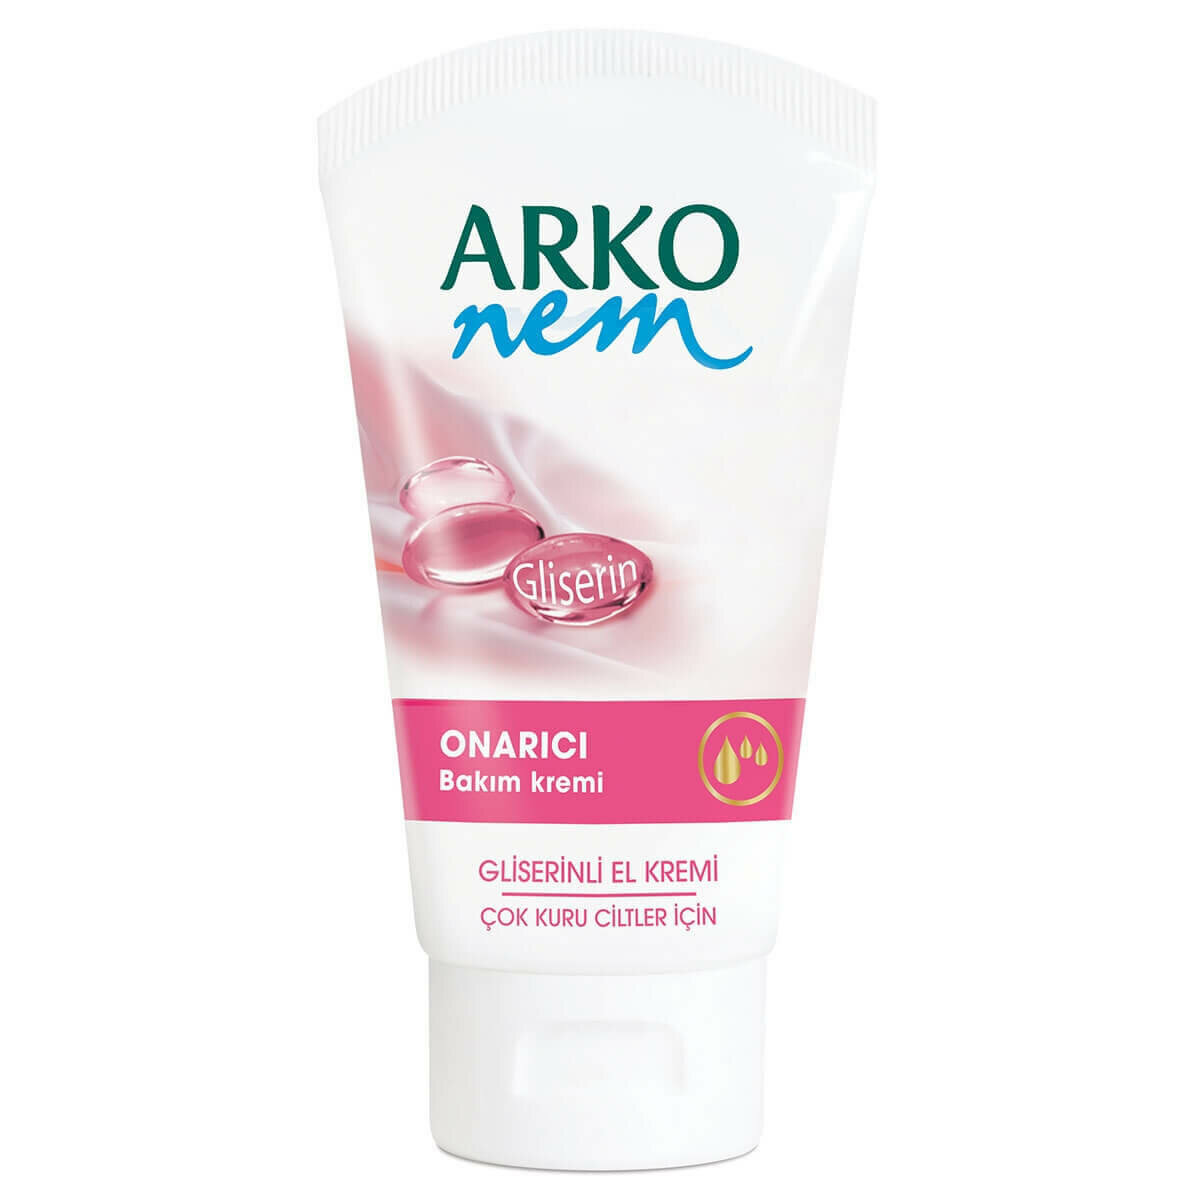 ARKO
nem
Gliserin
ONARICI
Bakım kremi
GLİSERİNLİ EL KREMİ
ÇOK KURU CİLTLER İÇİN